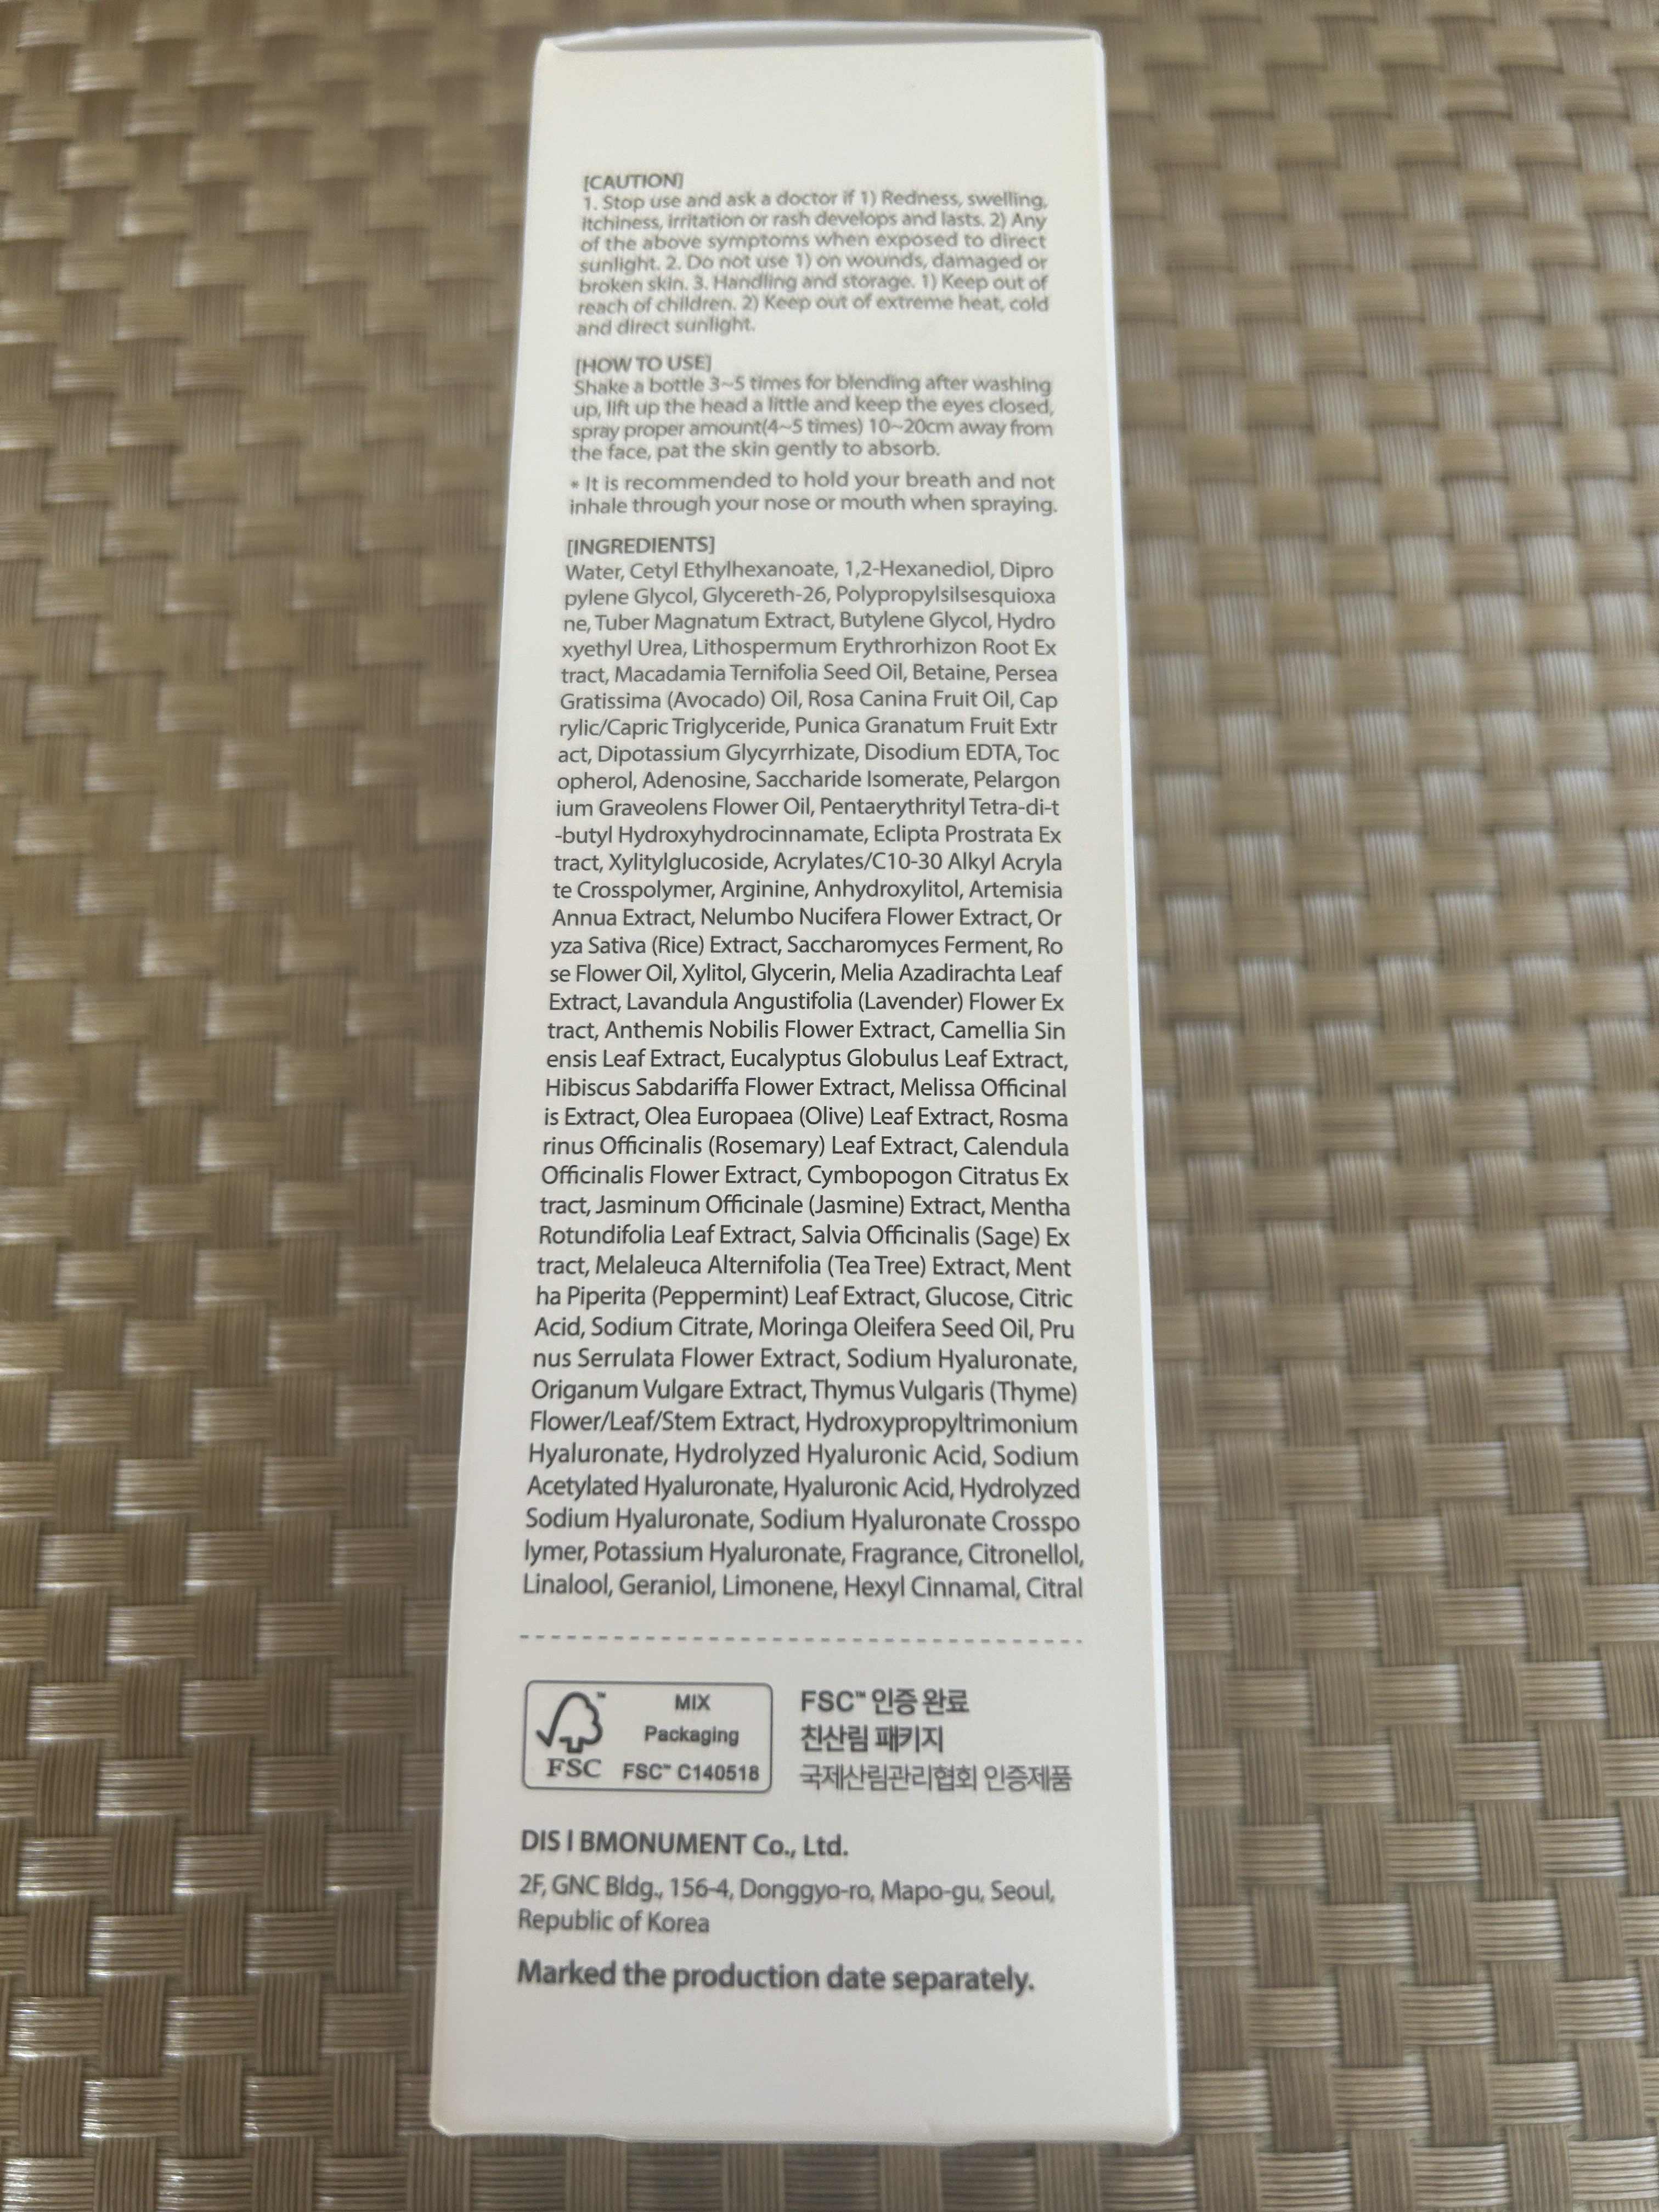 [CAUTION]
1. Stop use and ask a doctor if 1) Redness, swelling,
itchiness, irritation or rash develops and lasts. 2) Any
of the above symptoms when exposed to direct
sunlight. 2. Do not use 1) on wounds, damaged or
broken skin. 3. Handling and storage. 1) Keep out of
reach of children. 2) Keep out of extreme heat, cold
and direct sunlight.
[HOW TO USE]
Shake a bottle 3~5 times for blending after washing
up, lift up the head a little and keep the eyes closed,
spray proper amount(4~5 times) 10~20cm away from
the face, pat the skin gently to absorb.
* It is recommended to hold your breath and not
inhale through your nose or mouth when spraying.
[INGREDIENTS]
Water, Cetyl Ethylhexanoate, 1,2-Hexanediol, Dipro
pylene Glycol, Glycereth-26, Polypropylsilsesquioxa
ne, Tuber Magnatum Extract, Butylene Glycol, Hydro
xyethyl Urea, Lithospermum Erythrorhizon Root Ex
tract, Macadamia Ternifolia Seed Oil, Betaine, Persea
Gratissima (Avocado) Oil, Rosa Canina Fruit Oil, Cap
rylic/Capric Triglyceride, Punica Granatum Fruit Extr
act, Dipotassium Glycyrrhizate, Disodium EDTA, Toc
opherol, Adenosine, Saccharide Isomerate, Pelargon
ium Graveolens Flower Oil, Pentaerythrityl Tetra-di-t
-butyl Hydroxyhydrocinnamate, Eclipta Prostrata Ex
tract, Xylitylglucoside, Acrylates/C10-30 Alkyl Acryla
te Crosspolymer, Arginine, Anhydroxylitol, Artemisia
Annua Extract, Nelumbo Nucifera Flower Extract, Or
yza Sativa (Rice) Extract, Saccharomyces Ferment, Ro
se Flower Oil, Xylitol, Glycerin, Melia Azadirachta Leaf
Extract, Lavandula Angustifolia (Lavender) Flower Ex
tract, Anthemis Nobilis Flower Extract, Camellia Sin
ensis Leaf Extract, Eucalyptus Globulus Leaf Extract,
Hibiscus Sabdariffa Flower Extract, Melissa Officinal
is Extract, Olea Europaea (Olive) Leaf Extract, Rosma
rinus Officinalis (Rosemary) Leaf Extract, Calendula
Officinalis Flower Extract, Cymbopogon Citratus Ex
tract, Jasminum Officinale (Jasmine) Extract, Mentha
Rotundifolia Leaf Extract, Salvia Officinalis (Sage) Ex
tract, Melaleuca Alternifolia (Tea Tree) Extract, Ment
ha Piperita (Peppermint) Leaf Extract, Glucose, Citric
Acid, Sodium Citrate, Moringa Oleifera Seed Oil, Pru
nus Serrulata Flower Extract, Sodium Hyaluronate,
Origanum Vulgare Extract, Thymus Vulgaris (Thyme)
Flower/Leaf/Stem Extract, Hydroxypropyltrimonium
Hyaluronate, Hydrolyzed Hyaluronic Acid, Sodium
Acetylated Hyaluronate, Hyaluronic Acid, Hydrolyzed
Sodium Hyaluronate, Sodium Hyaluronate Crosspo
lymer, Potassium Hyaluronate, Fragrance, Citronellol,
Linalool, Geraniol, Limonene, Hexyl Cinnamal, Citral
™
FSC
MIX
Packaging
FSC™ C140518
FSC™ 인증 완료
친산림 패키지
국제산림관리협회 인증제품
DIS l BMONUMENT Co., Ltd.
2F, GNC Bldg., 156-4, Donggyo-ro, Mapo-gu, Seoul,
Republic of Korea
Marked the production date separately.